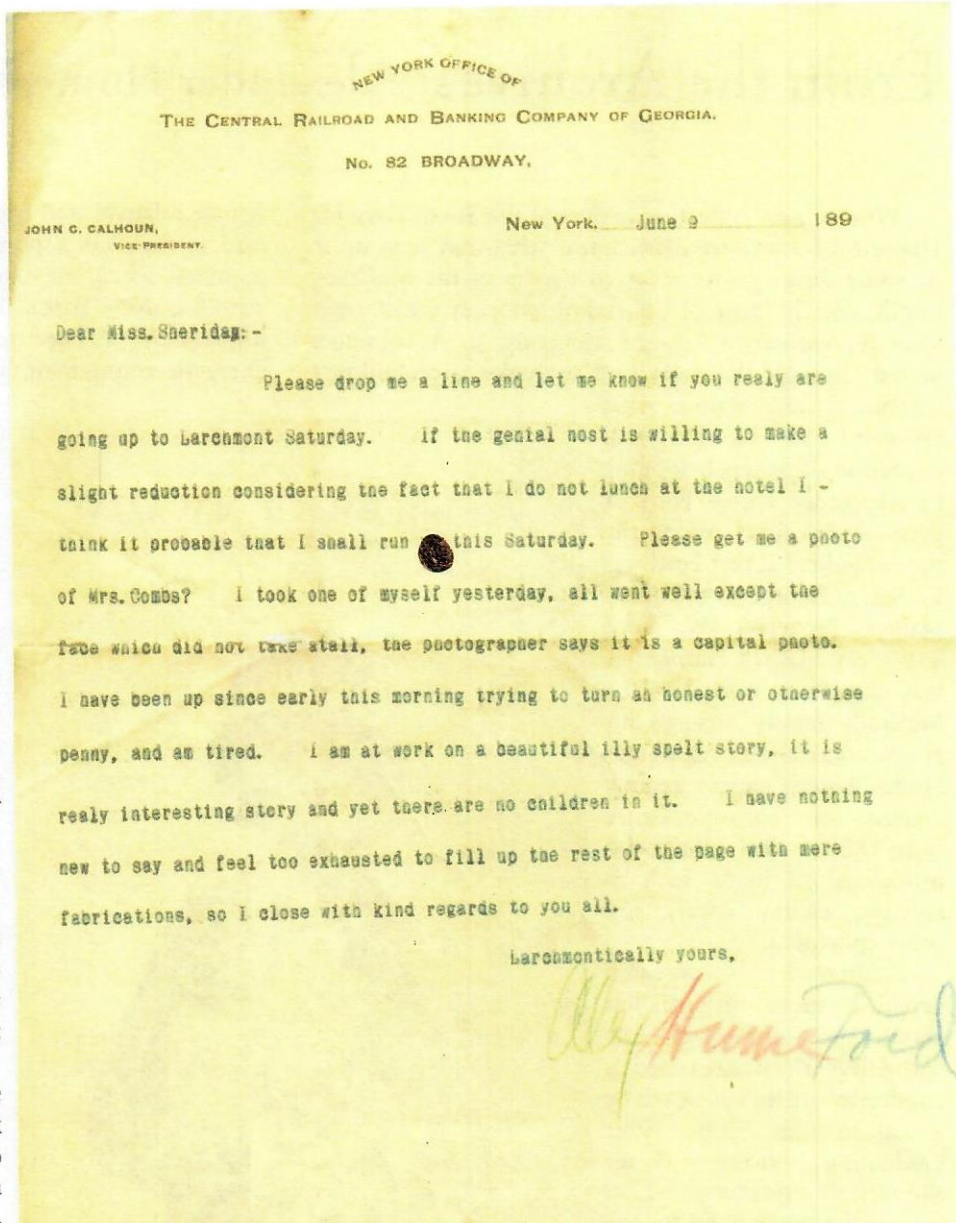 NEW YORK OFFICE OF
THE CENTRAL RAILROAD AND BANKING COMPANY OF GEORGIA.
No. 82 BROADWAY.
JOHN C. CALHOUN,
VICE-PRESIDENT.
New York. June 9 189
Dear Miss.Sheridan:-
Please drop me a line and let me know if you realy are
going up to Larchmont Saturday. If the genial host is willing to make a
slight reduction considering the fact that I do not lunch at the hotel I -
think it probable that I shall run this Saturday. Please get me a photo
of Mrs.Combs? I took one of myself yesterday, all went well except the
face which did not take atall, the photographer says it is a capital photo.
I have been up since early this morning trying to turn an honest or otherwise
penny, and am tired. I am at work on a beautiful illy spelt story, it is
realy interesting story and yet there are no children in it. I have nothing
new to say and feel too exhausted to fill up the rest of the page with mere
fabrications, so I close with kind regards to you all.
Larchmontically yours,
Alex Hume Ford